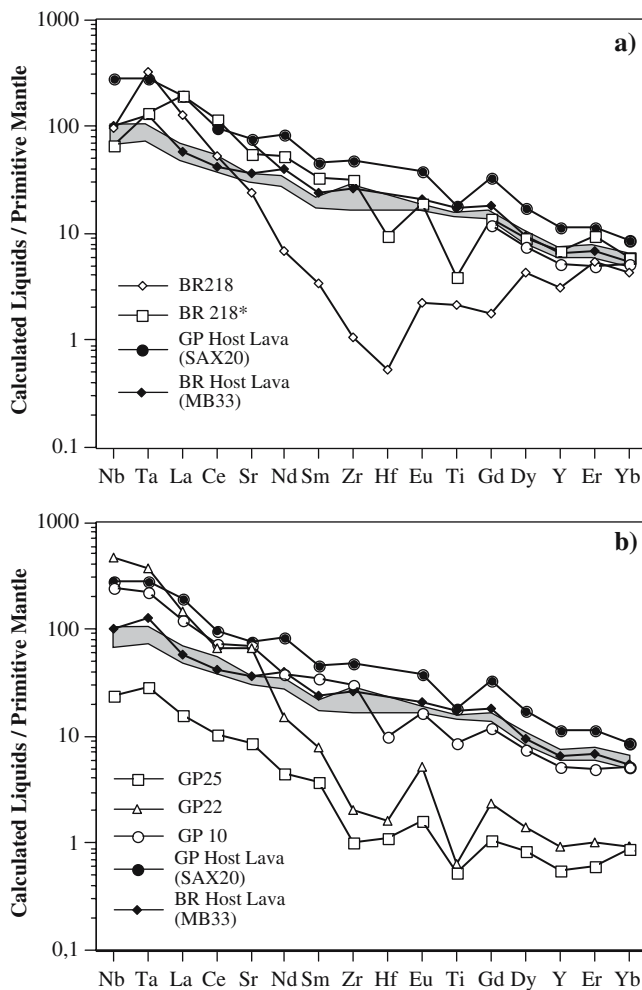 1000
a)
100
10
1
0.1
Calculated Liquids / Primitive Mantle
BR218
BR 218*
GP Host Lava
(SAX20)
BR Host Lava
(MB33)
Nb Ta La Ce Sr Nd Sm Zr Hf Eu Ti Gd Dy Y Er Yb
1000
b)
100
10
1
0,1
Calculated Liquids / Primitive Mantle
GP25
GP22
GP 10
GP Host Lava
(SAX20)
BR Host Lava
(MB33)
Nb Ta La Ce Sr Nd Sm Zr Hf Eu Ti Gd Dy Y Er Yb